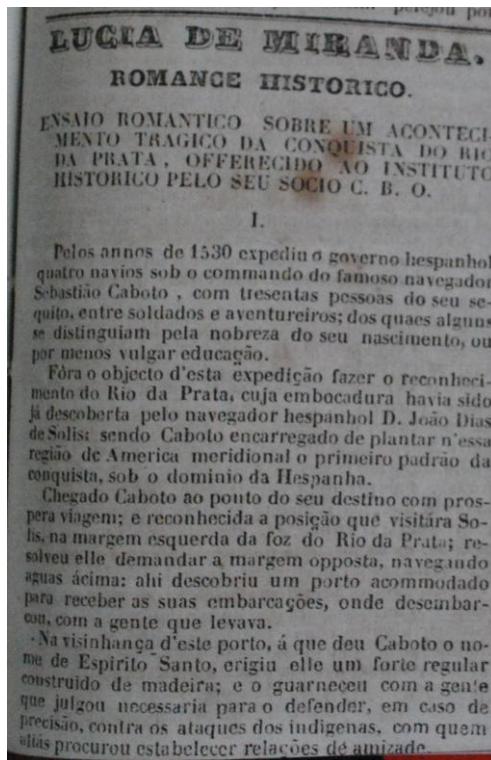 pelejou por
LUCIA DE MIRANDA.
ROMANCE HISTORICO.
ENSAIO ROMANTICO SOBRE UM ACONTECI-
MENTO TRAGICO DA CONQUISTA DO RIO
DA PRATA, OFFERECIDO AO INSTITUTO
HISTORICO PELO SEU SOCIO C. B. O.
I.
Pelos annos de 1530 expediu o governo hespanhol
quatro navios sob o commando do famoso navegador
Sebastião Caboto, com tresentas pessoas do seu se-
quito, entre soldados e aventureiros; dos quaes alguns
se distinguiam pela nobreza do seu nascimento, ou
por menos vulgar educação.
Fôra o objecto d'esta expedição fazer o reconheci-
mento do Rio da Prata, cuja embocadura havia sido
já descoberta pelo navegador hespanhol D. João Dias
de Solis: sendo Caboto encarregado de plantar n'essa
região de America meridional o primeiro padrão da
conquista, sob o dominio da Hespanha.
Chegado Caboto ao ponto do seu destino com pros-
pera viagem; e reconhecida a posição que visitára So-
lis, na margem esquerda da foz do Rio da Prata; re-
solveu elle demandar a margem opposta, navegando
aguas ácima: ahi descobriu um porto acommodado
para receber as suas embarcações, onde desembar-
cou, com a gente que levava.
Na visinhança d'este porto, á que deu Caboto o no-
me de Espirito Santo, erigiu elle um forte regular
construido de madeira; e o guarneceu com a gente
que julgou necessaria para o defender, em caso de
precisão, contra os ataques dos indigenas, com quem
aliás procurou estabelecer relações de amizade.